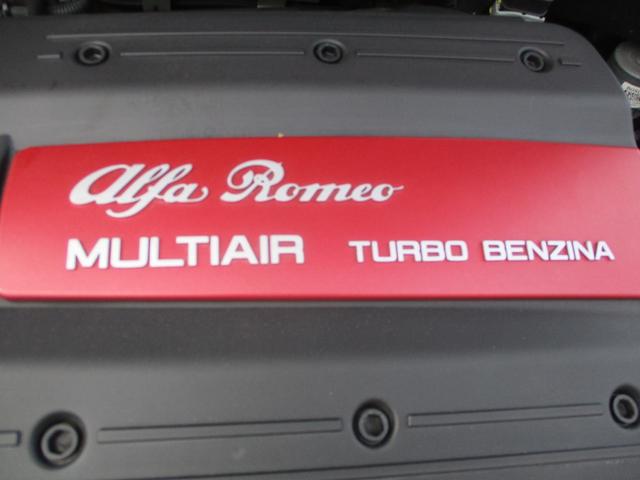 Alfa Romeo
MULTIAIR TURBO BENZINA